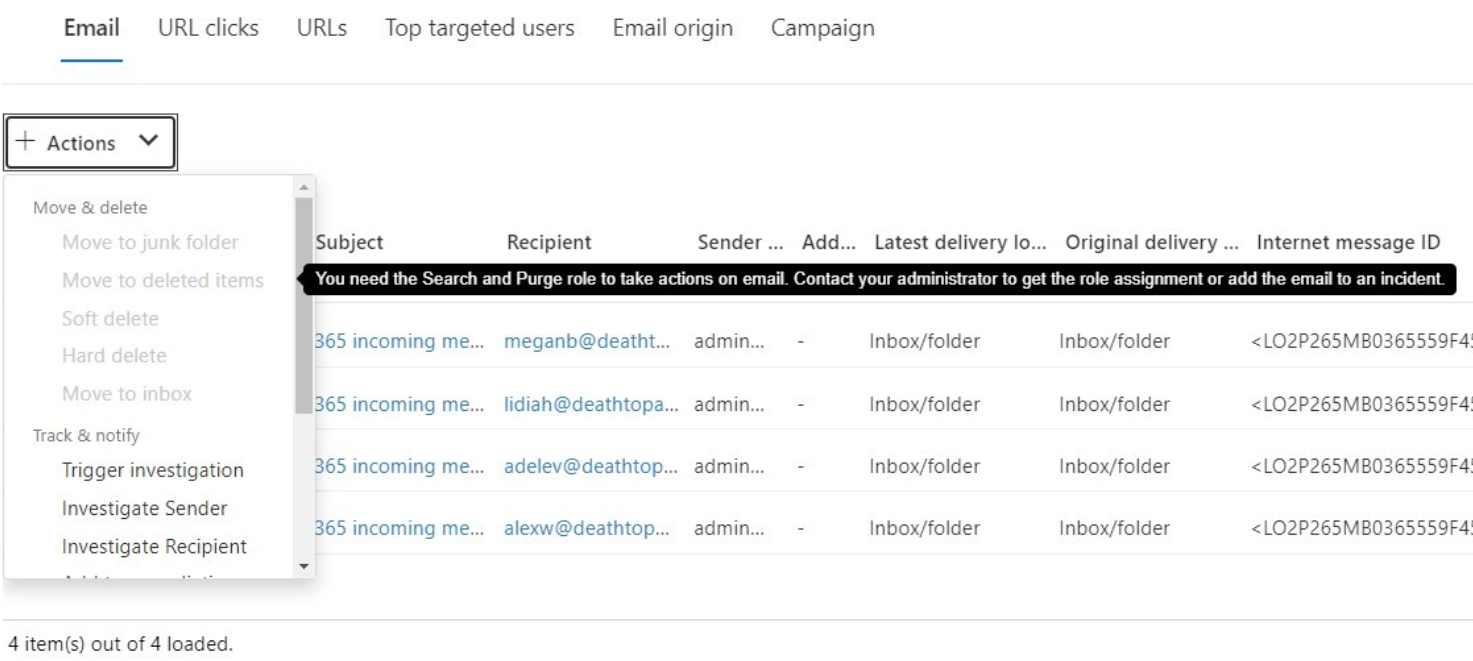 Email URL clicks URLs Top targeted users Email origin Campaign
+ Actions
Move & delete
Move to junk folder
Subject Recipient Sender ... Add... Latest delivery lo... Original delivery ... Internet message ID
Move to deleted items
You need the Search and Purge role to take actions on email. Contact your administrator to get the role assignment or add the email to an incident.
Soft delete
365 incoming me... meganb@deatht... admin... - Inbox/folder Inbox/folder <LO2P265MB0365559F45
Hard delete
Move to inbox
365 incoming me... lidiah@deathtopa... admin... - Inbox/folder Inbox/folder <LO2P265MB0365559F45
Track & notify
Trigger investigation
365 incoming me... adelev@deathtop... admin... - Inbox/folder Inbox/folder <LO2P265MB0365559F45
Investigate Sender
365 incoming me... alexw@deathtop... admin... - Inbox/folder Inbox/folder <LO2P265MB0365559F45
Investigate Recipient
4 item(s) out of 4 loaded.